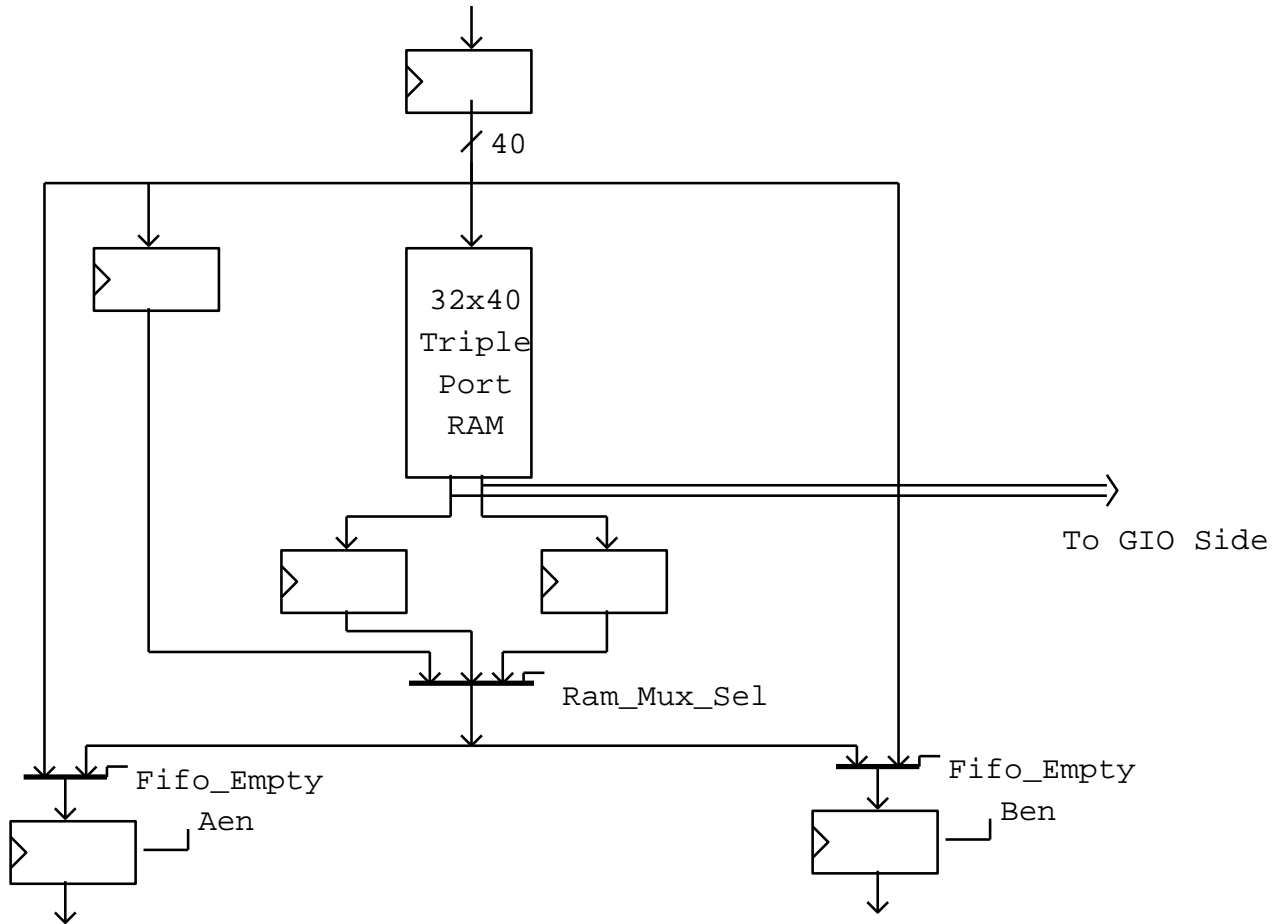 40
32x40
Triple
Port
RAM
To GIO Side
Ram_Mux_Sel
Fifo_Empty
Fifo_Empty
Aen
Ben